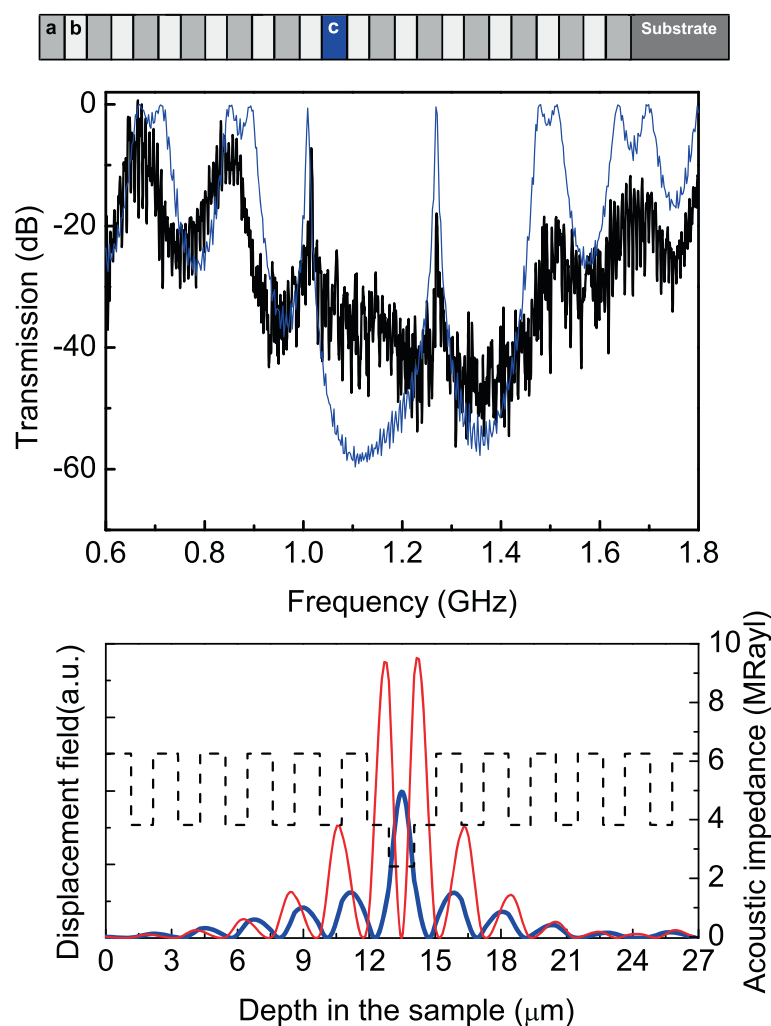 a b c Substrate
0
-20
-40
-60
Transmission (dB)
0.6 0.8 1.0 1.2 1.4 1.6 1.8
Frequency (GHz)
10
8
6
4
2
0
Displacement field(a.u.)
Acoustic impedance (MRayl)
0 3 6 9 12 15 18 21 24 27
Depth in the sample (μm)